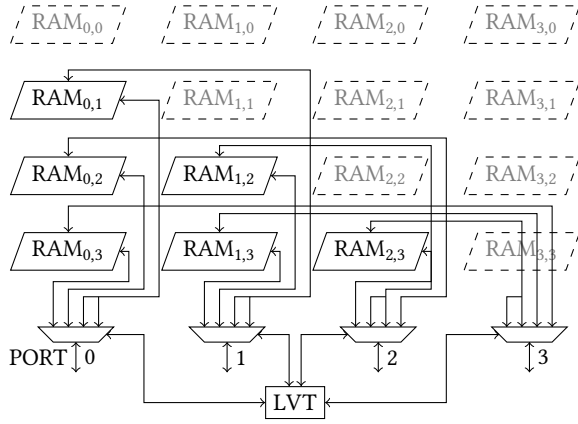 RAM0,0 RAM1,0 RAM2,0 RAM3,0
RAM0,1 RAM1,1 RAM2,1 RAM3,1
RAM0,2 RAM1,2 RAM2,2 RAM3,2
RAM0,3 RAM1,3 RAM2,3 RAM3,3
PORT 0 1 2 3
LVT